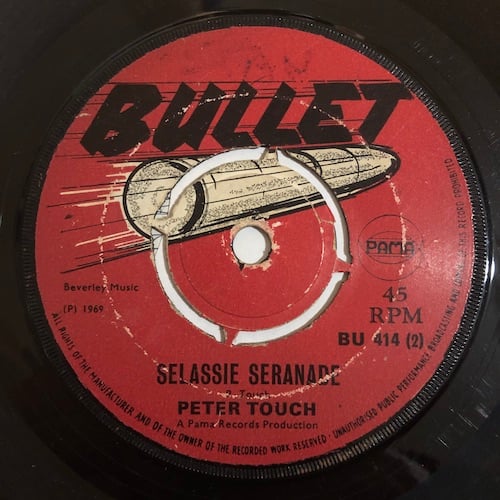 BULLET
PAMA
Beverley Music
(P) 1969
45
RPM
BU 414 (2)
SELASSIE SERANADE
PETER TOUCH
A Pama Records Production
ALL RIGHTS OF THE MANUFACTURER AND OF THE OWNER OF THE RECORDED WORK RESERVED · UNAUTHORISED PUBLIC PERFORMANCE BROADCASTING AND COPYING OF THIS RECORD PROHIBITED